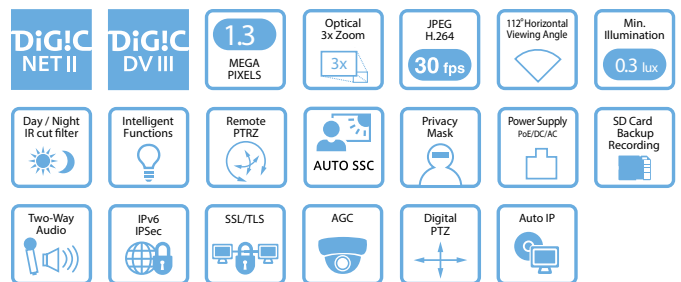 DiG!C
NET II
DiG!C
DV III
1.3
MEGA
PIXELS
Optical
3x Zoom
3x
JPEG
H.264
30 fps
112° Horizontal
Viewing Angle
Min.
Illumination
0.3 lux
Day / Night
IR cut filter
Intelligent
Functions
Remote
PTRZ
AUTO SSC
Privacy
Mask
Power Supply
PoE/DC/AC
SD Card
Backup
Recording
Two-Way
Audio
IPv6
IPSec
SSL/TLS
AGC
Digital
PTZ
Auto IP